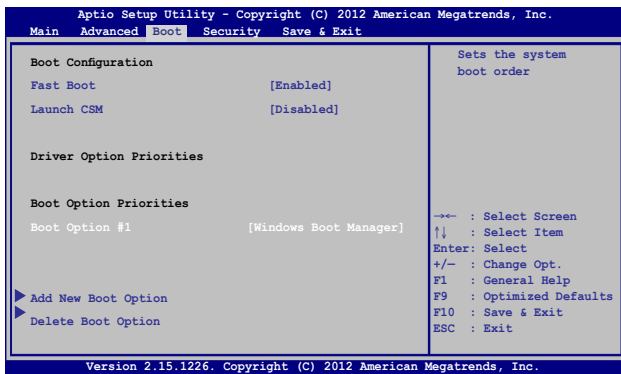 Aptio Setup Utility - Copyright (C) 2012 American Megatrends, Inc.
Main Advanced Boot Security Save & Exit
Boot Configuration
Fast Boot [Enabled]
Launch CSM [Disabled]
Driver Option Priorities
Boot Option Priorities
Boot Option #1 [Windows Boot Manager]
Add New Boot Option
Delete Boot Option
Sets the system
boot order
→← : Select Screen
↑↓ : Select Item
Enter: Select
+/— : Change Opt.
F1 : General Help
F9 : Optimized Defaults
F10 : Save & Exit
ESC : Exit
Version 2.15.1226. Copyright (C) 2012 American Megatrends, Inc.